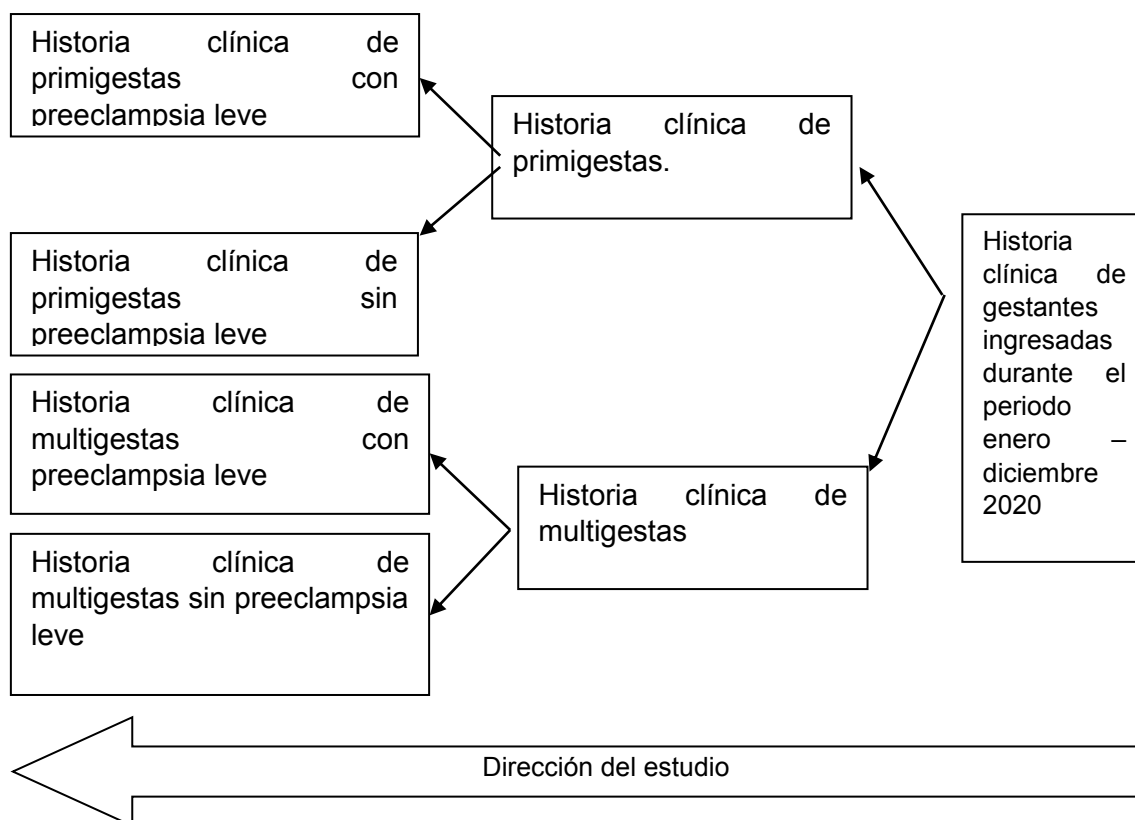 Historia clínica de
primigestas con
preeclampsia leve
Historia clínica de
primigestas.
Historia clínica de
primigestas sin
preeclampsia leve
Historia
clínica de
gestantes
ingresadas
durante el
periodo
enero –
diciembre
2020
Historia clínica de
multigestas con
preeclampsia leve
Historia clínica de
multigestas
Historia clínica de
multigestas sin preeclampsia
leve
Dirección del estudio